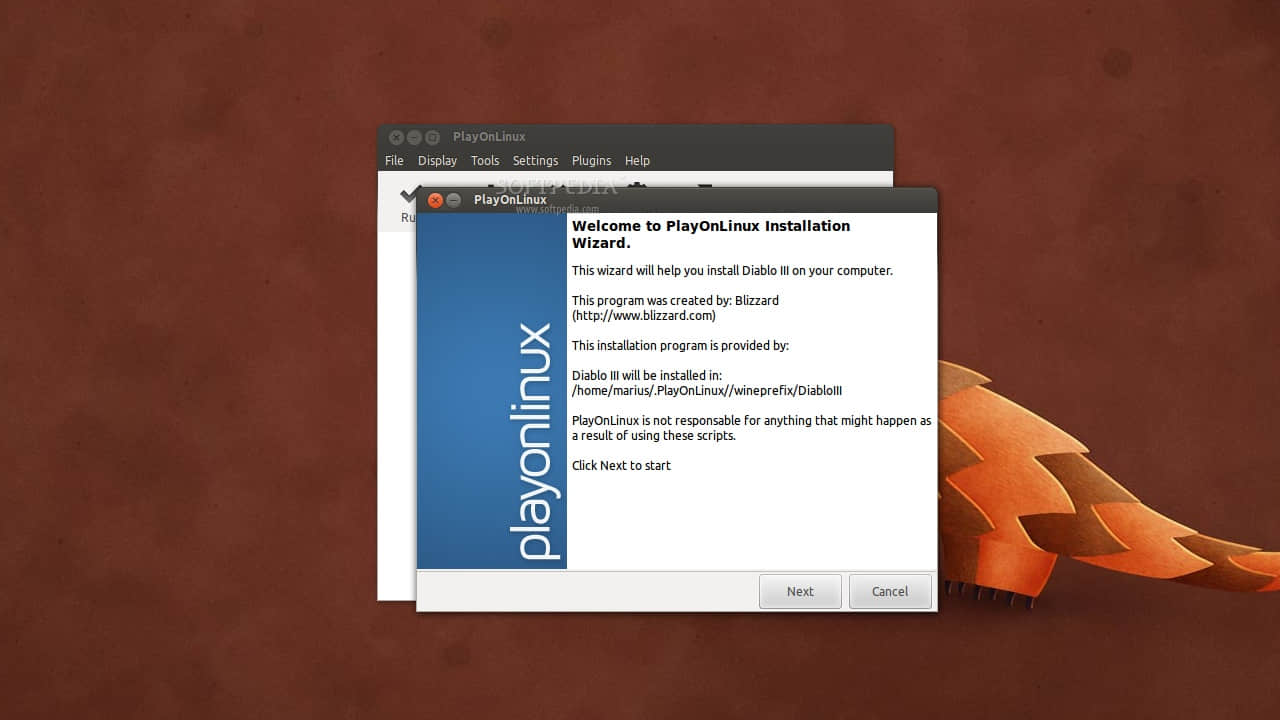 PlayOnLinux
File Display Tools Settings Plugins Help
SOFTPEDIA
www.softpedia.com
PlayOnLinux
playonlinux
Welcome to PlayOnLinux Installation
Wizard.
This wizard will help you install Diablo III on your computer.
This program was created by: Blizzard
(http://www.blizzard.com)
This installation program is provided by:
Diablo III will be installed in:
/home/marius/.PlayOnLinux//wineprefix/DiabloIII
PlayOnLinux is not responsable for anything that might happen as
a result of using these scripts.
Click Next to start
Next Cancel